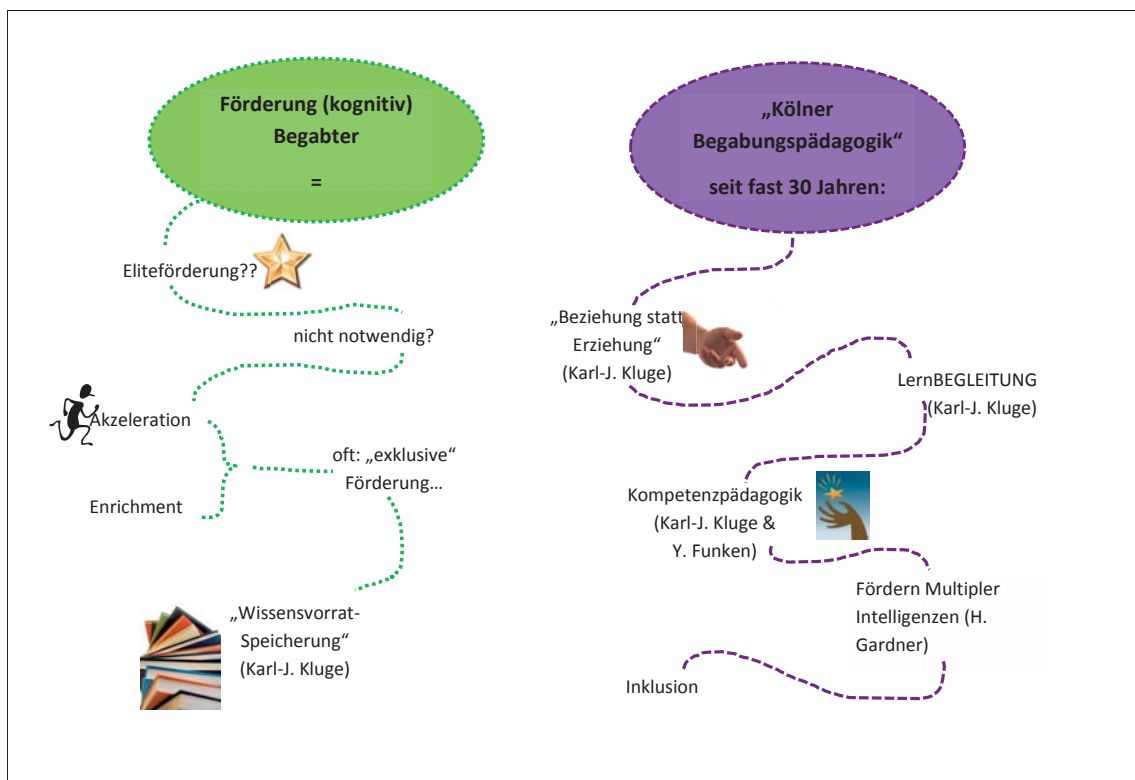 Förderung (kognitiv)
Begabter
=
Eliteförderung??
nicht notwendig?
Akzeleration
oft: „exklusive“
Förderung...
Enrichment
„Wissensvorrat-
Speicherung“
(Karl-J. Kluge)
„Kölner
Begabungspädagogik“
seit fast 30 Jahren:
„Beziehung statt
Erziehung“
(Karl-J. Kluge)
LernBEGLEITUNG
(Karl-J. Kluge)
Kompetenzpädagogik
(Karl-J. Kluge &
Y. Funken)
Fördern Multipler
Intelligenzen (H.
Gardner)
Inklusion